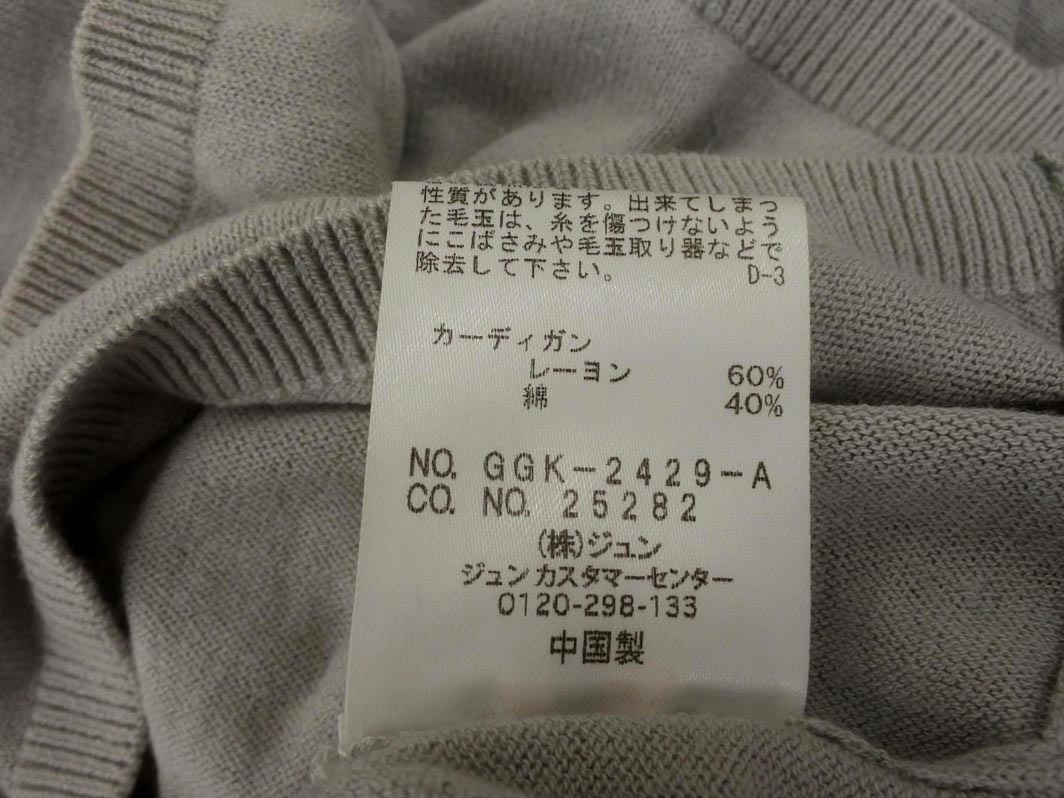 性質があります。出来てしまっ
た毛玉は、糸を傷つけないよう
にこばさみや毛玉取り器などで
除去して下さい。 D-3
カーディガン
レーヨン 60%
綿 40%
NO. GGK-2429-A
CO. NO. 25282
(株)ジュン
ジュンカスタマーセンター
0120-298-133
中国製